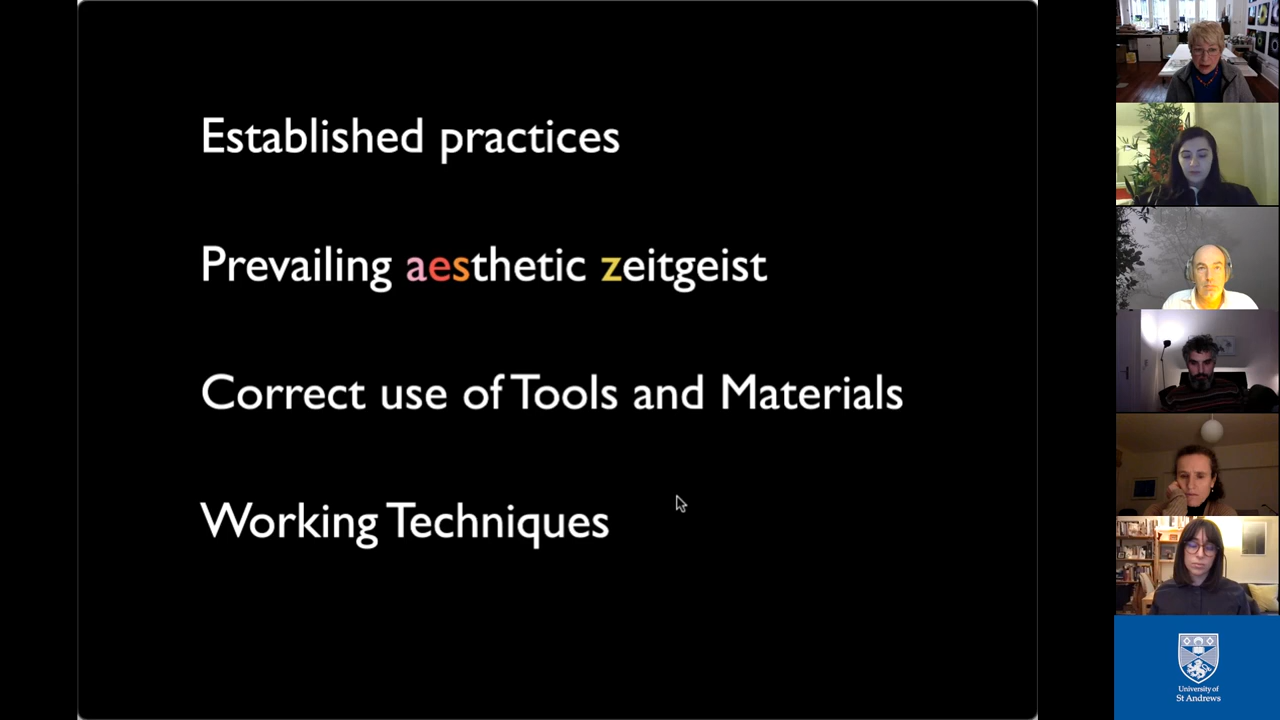 Established practices
Prevailing aesthetic zeitgeist
Correct use of Tools and Materials
Working Techniques
University of
St Andrews